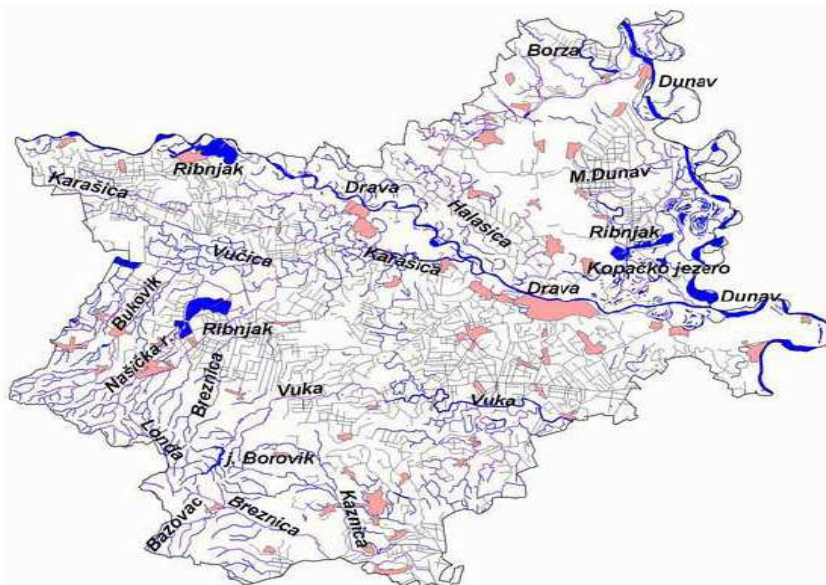 Borza
Dunav
Ribnjak
Karašica
Drava
M.Dunav
Halasica
Ribnjak
Vučica
Karašica
Kopačko jezero
Drava
Dunav
Bukovik
Ribnjak
Našička r.
Breznica
Vuka
Vuka
Londa
j. Borovik
Bazovac
Breznica
Kaznica